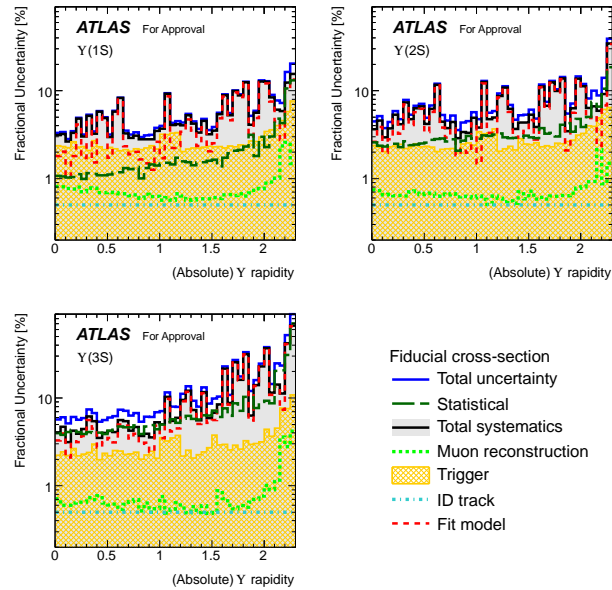 Fractional Uncertainty [%]
ATLAS For Approval
ϒ(1S)
10
1
0 0.5 1 1.5 2
(Absolute) ϒ rapidity
Fractional Uncertainty [%]
ATLAS For Approval
ϒ(2S)
10
1
0 0.5 1 1.5 2
(Absolute) ϒ rapidity
Fractional Uncertainty [%]
ATLAS For Approval
ϒ(3S)
10
1
0 0.5 1 1.5 2
(Absolute) ϒ rapidity
Fiducial cross-section
Total uncertainty
Statistical
Total systematics
Muon reconstruction
Trigger
ID track
Fit model